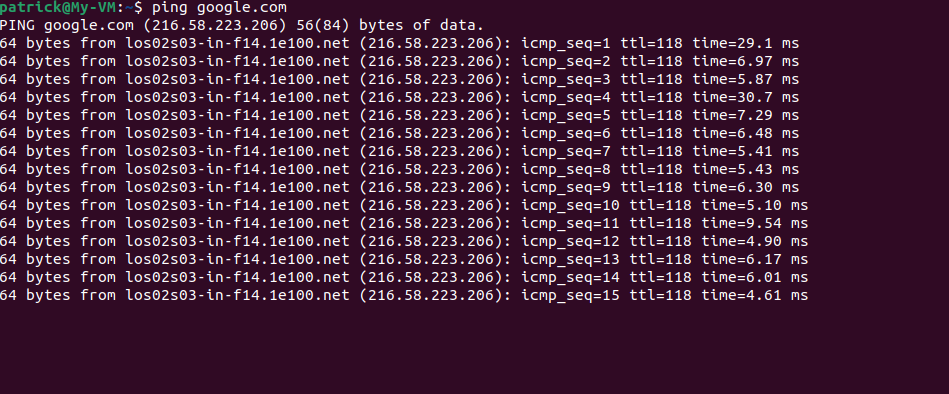 patrick@My-VM:~$ ping google.com
PING google.com (216.58.223.206) 56(84) bytes of data.
64 bytes from los02s03-in-f14.1e100.net (216.58.223.206): icmp_seq=1 ttl=118 time=29.1 ms
64 bytes from los02s03-in-f14.1e100.net (216.58.223.206): icmp_seq=2 ttl=118 time=6.97 ms
64 bytes from los02s03-in-f14.1e100.net (216.58.223.206): icmp_seq=3 ttl=118 time=5.87 ms
64 bytes from los02s03-in-f14.1e100.net (216.58.223.206): icmp_seq=4 ttl=118 time=30.7 ms
64 bytes from los02s03-in-f14.1e100.net (216.58.223.206): icmp_seq=5 ttl=118 time=7.29 ms
64 bytes from los02s03-in-f14.1e100.net (216.58.223.206): icmp_seq=6 ttl=118 time=6.48 ms
64 bytes from los02s03-in-f14.1e100.net (216.58.223.206): icmp_seq=7 ttl=118 time=5.41 ms
64 bytes from los02s03-in-f14.1e100.net (216.58.223.206): icmp_seq=8 ttl=118 time=5.43 ms
64 bytes from los02s03-in-f14.1e100.net (216.58.223.206): icmp_seq=9 ttl=118 time=6.30 ms
64 bytes from los02s03-in-f14.1e100.net (216.58.223.206): icmp_seq=10 ttl=118 time=5.10 ms
64 bytes from los02s03-in-f14.1e100.net (216.58.223.206): icmp_seq=11 ttl=118 time=9.54 ms
64 bytes from los02s03-in-f14.1e100.net (216.58.223.206): icmp_seq=12 ttl=118 time=4.90 ms
64 bytes from los02s03-in-f14.1e100.net (216.58.223.206): icmp_seq=13 ttl=118 time=6.17 ms
64 bytes from los02s03-in-f14.1e100.net (216.58.223.206): icmp_seq=14 ttl=118 time=6.01 ms
64 bytes from los02s03-in-f14.1e100.net (216.58.223.206): icmp_seq=15 ttl=118 time=4.61 ms